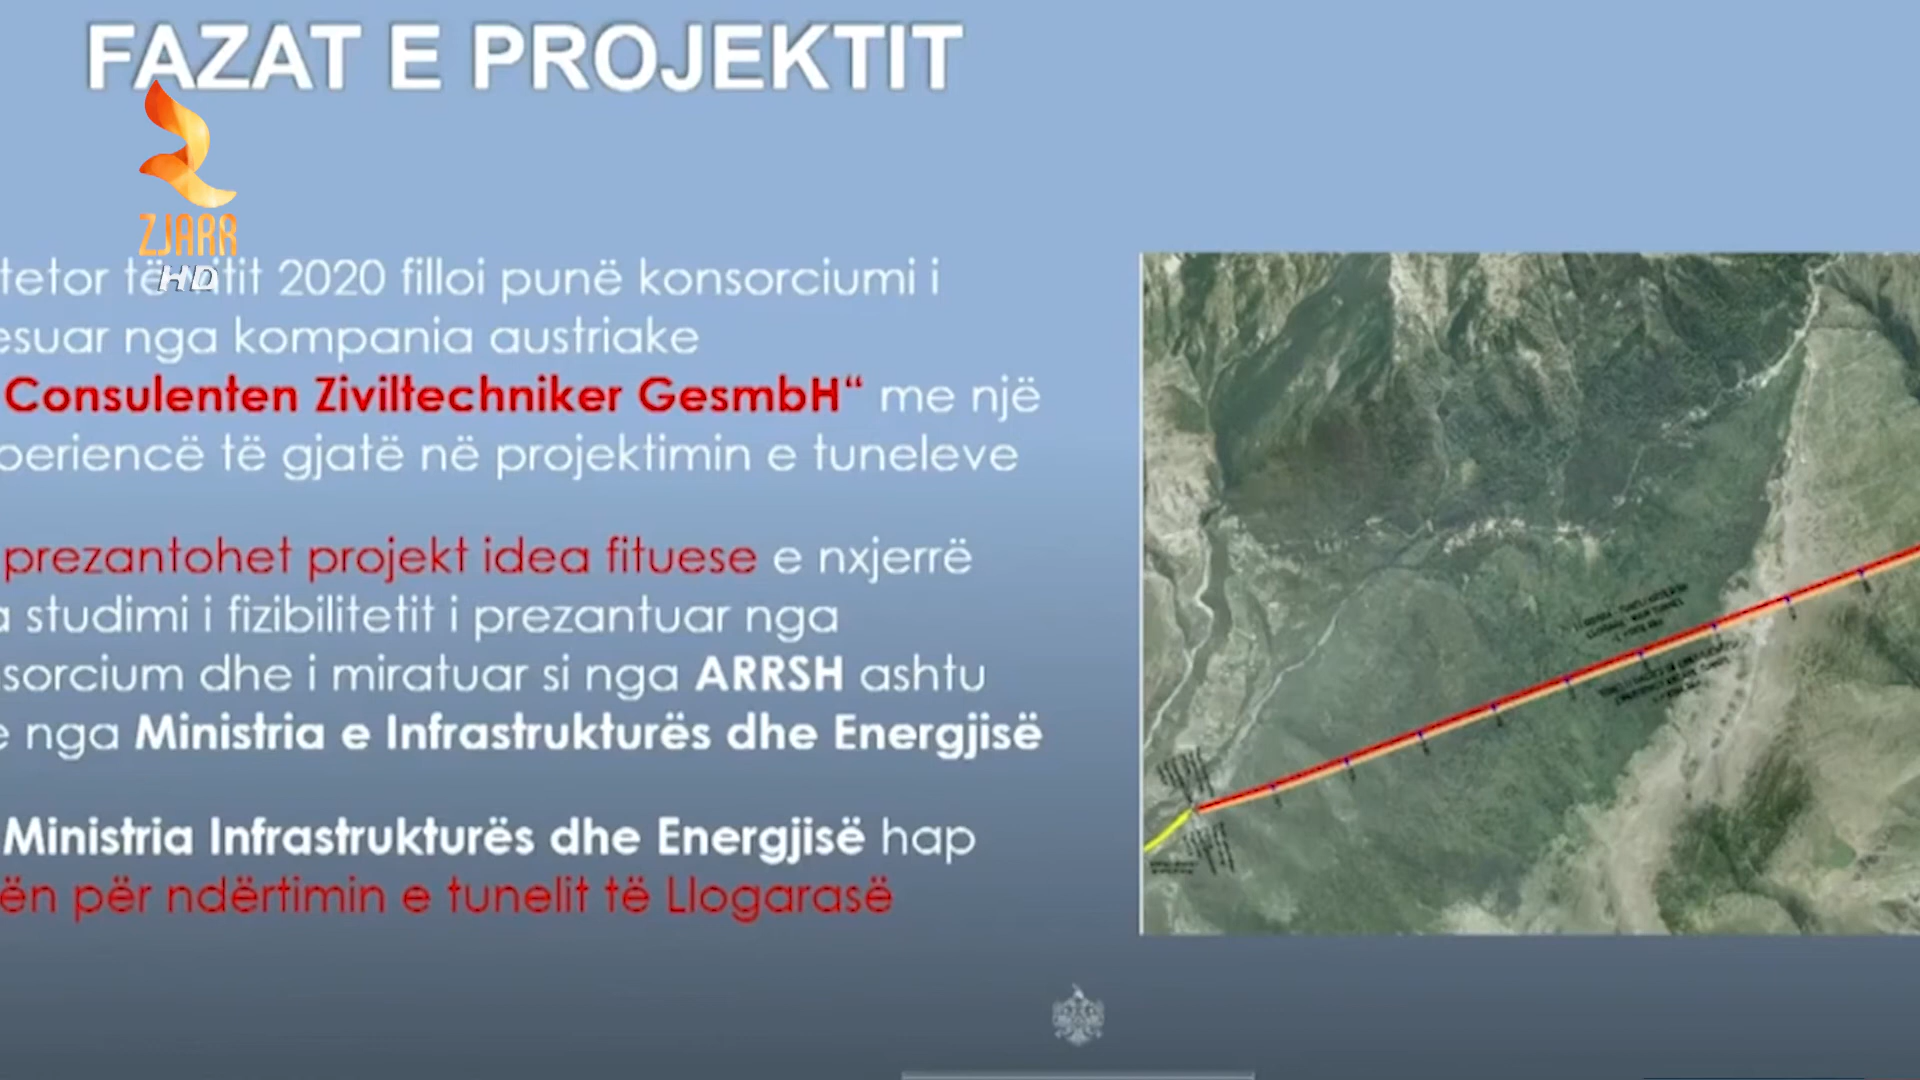 FAZAT E PROJEKTIT
ZJARR
HD
tetor të vitit 2020 filloi punë konsorciumi i
esuar nga kompania austriake
Consulenten Ziviltechniker GesmbH“ me një
periencë të gjatë në projektimin e tuneleve
prezantohet projekt idea fituese e nxjerrë
a studimi i fizibilitetit i prezantuar nga
sorcium dhe i miratuar si nga ARRSH ashtu
e nga Ministria e Infrastrukturës dhe Energjisë
Ministria Infrastrukturës dhe Energjisë hap
ën për ndërtimin e tunelit të Llogarasë